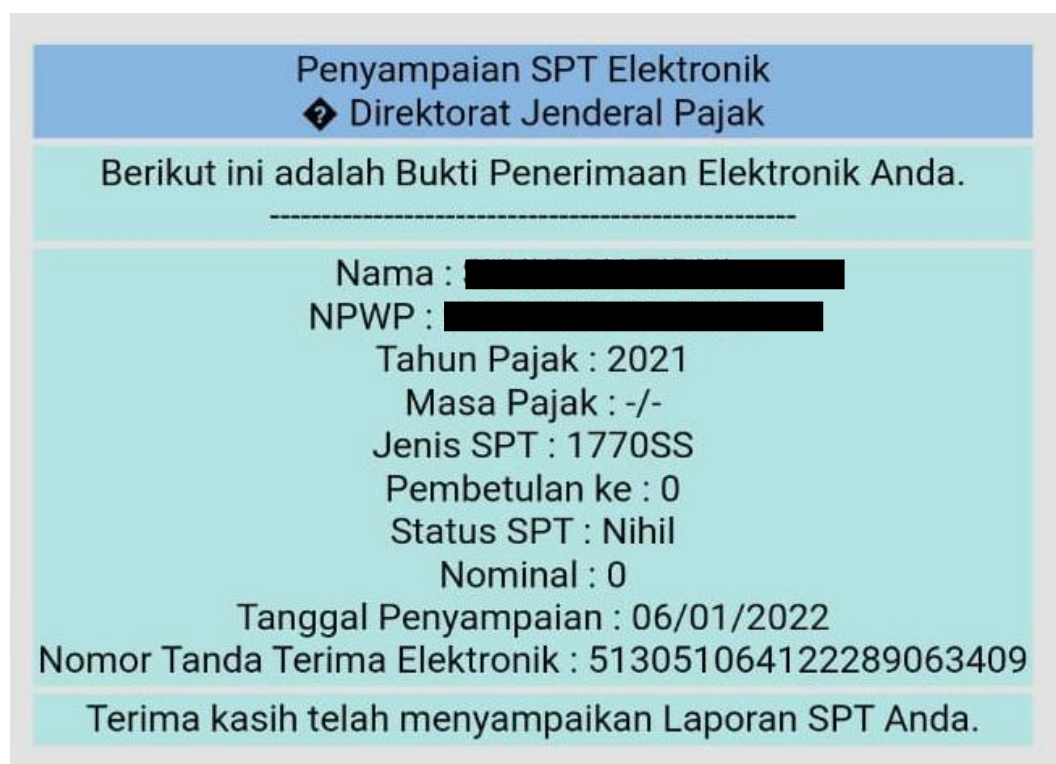 Penyampaian SPT Elektronik
� Direktorat Jenderal Pajak
Berikut ini adalah Bukti Penerimaan Elektronik Anda.
--------------------------------------------------
Nama :
NPWP :
Tahun Pajak : 2021
Masa Pajak : -/-
Jenis SPT : 1770SS
Pembetulan ke : 0
Status SPT : Nihil
Nominal : 0
Tanggal Penyampaian : 06/01/2022
Nomor Tanda Terima Elektronik : 513051064122289063409
Terima kasih telah menyampaikan Laporan SPT Anda.